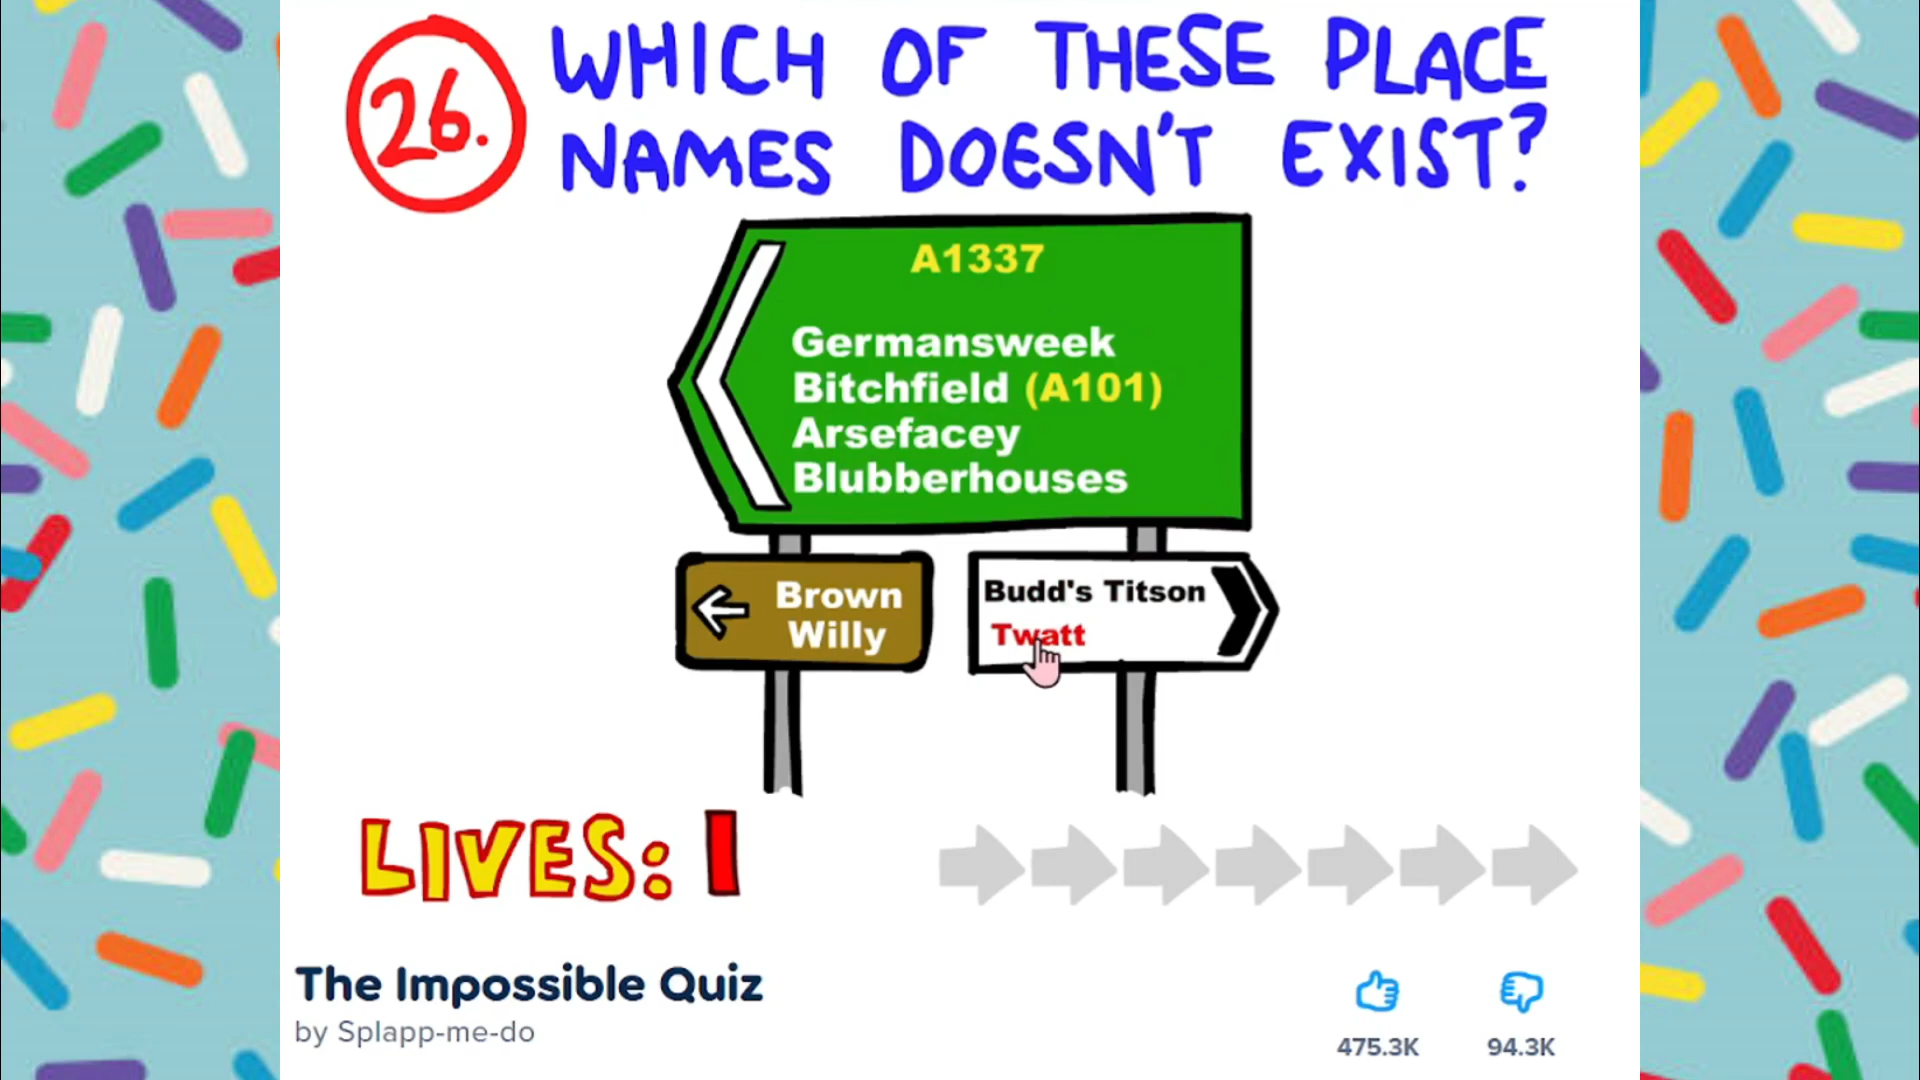 26.
WHICH OF THESE PLACE
NAMES DOESN'T EXIST?
A1337
Germansweek
Bitchfield (A101)
Arsefacey
Blubberhouses
Brown
Willy
Budd's Titson
Twatt
LIVES: 1
The Impossible Quiz
by Splapp-me-do
475.3K
94.3K